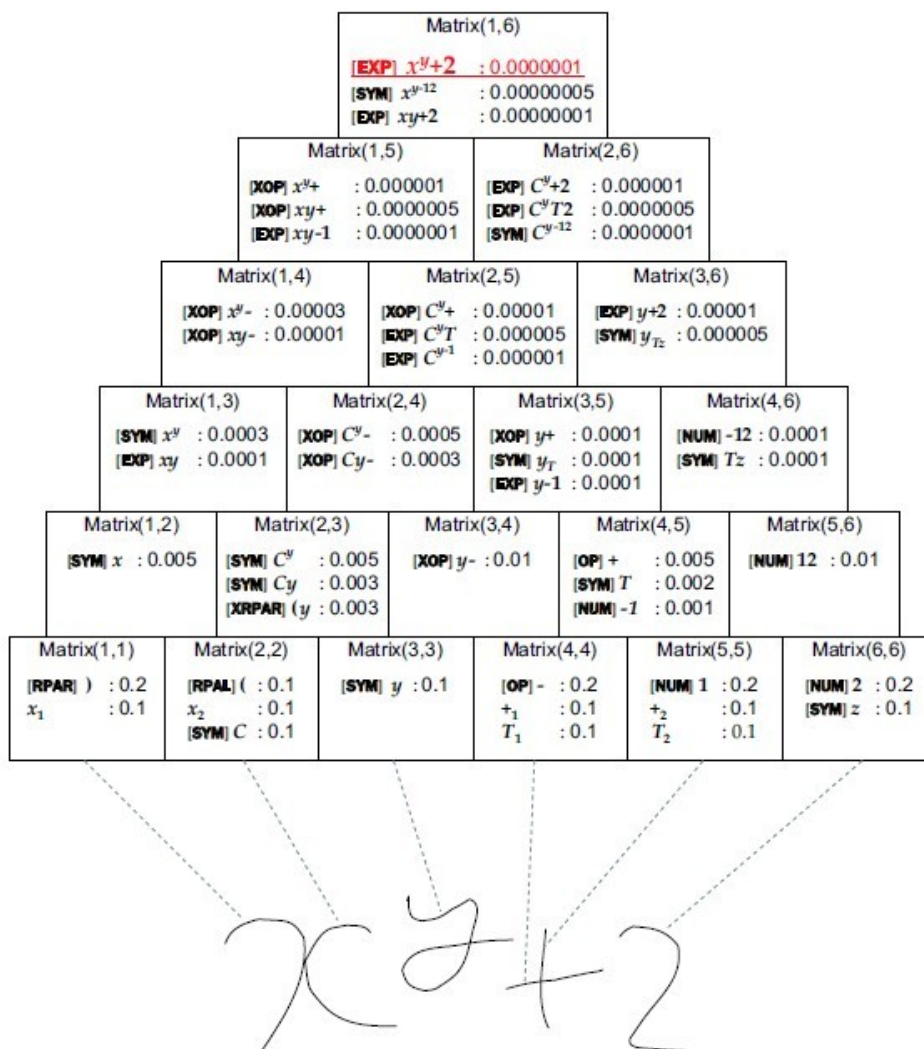 Matrix(1,6)
[EXP] x^y+2 : 0.0000001
[SYM] x^y-12 : 0.00000005
[EXP] xy+2 : 0.00000001
Matrix(1,5) Matrix(2,6)
[XOP] x^y+ : 0.000001 [EXP] C^y+2 : 0.000001
[XOP] xy+ : 0.0000005 [EXP] C^yT2 : 0.0000005
[EXP] xy-1 : 0.0000001 [SYM] C^y-12 : 0.0000001
Matrix(1,4) Matrix(2,5) Matrix(3,6)
[XOP] x^y- : 0.00003 [XOP] C^y+ : 0.00001 [EXP] y+2 : 0.00001
[XOP] xy- : 0.00001 [EXP] C^yT : 0.000005 [SYM] y_Tz : 0.000005
[EXP] C^y-1 : 0.000001
Matrix(1,3) Matrix(2,4) Matrix(3,5) Matrix(4,6)
[SYM] x^y : 0.0003 [XOP] C^y- : 0.0005 [XOP] y+ : 0.0001 [NUM] -12 : 0.0001
[EXP] xy : 0.0001 [XOP] Cy- : 0.0003 [SYM] y_T : 0.0001 [SYM] Tz : 0.0001
[EXP] y-1 : 0.0001
Matrix(1,2) Matrix(2,3) Matrix(3,4) Matrix(4,5) Matrix(5,6)
[SYM] x : 0.005 [SYM] C^y : 0.005 [XOP] y- : 0.01 [OP] + : 0.005 [NUM] 12 : 0.01
[SYM] Cy : 0.003 [SYM] T : 0.002
[XRPAR] (y : 0.003 [NUM] -1 : 0.001
Matrix(1,1) Matrix(2,2) Matrix(3,3) Matrix(4,4) Matrix(5,5) Matrix(6,6)
[RPAR] ) : 0.2 [RPAL] ( : 0.1 [SYM] y : 0.1 [OP] - : 0.2 [NUM] 1 : 0.2 [NUM] 2 : 0.2
x₁ : 0.1 x₂ : 0.1 +₁ : 0.1 +₂ : 0.1 [SYM] z : 0.1
[SYM] C : 0.1 T₁ : 0.1 T₂ : 0.1
x^y+2